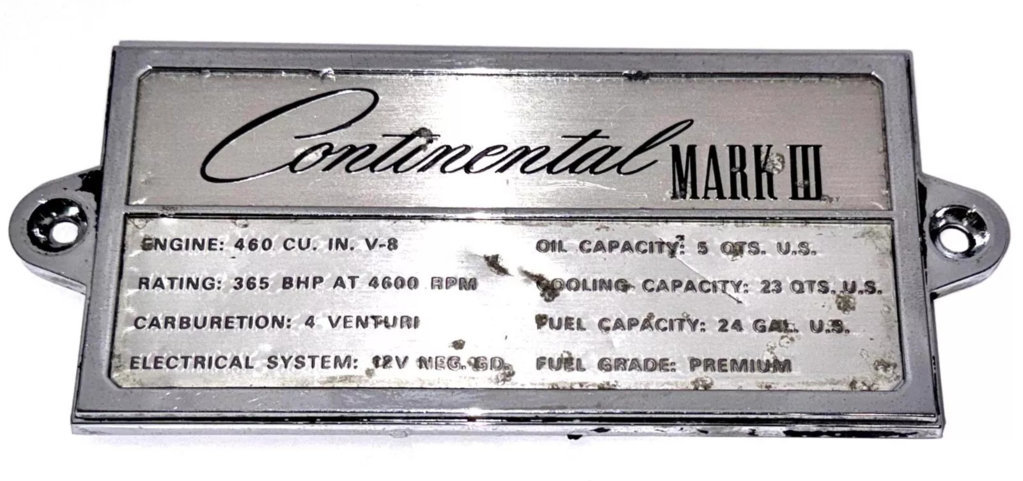 Continental MARK III
ENGINE: 460 CU. IN. V-8
RATING: 365 BHP AT 4600 RPM
CARBURETION: 4 VENTURI
ELECTRICAL SYSTEM: 12V NEG. GD.
OIL CAPACITY: 5 QTS. U.S.
COOLING CAPACITY: 23 QTS. U.S.
FUEL CAPACITY: 24 GAL. U.S.
FUEL GRADE: PREMIUM